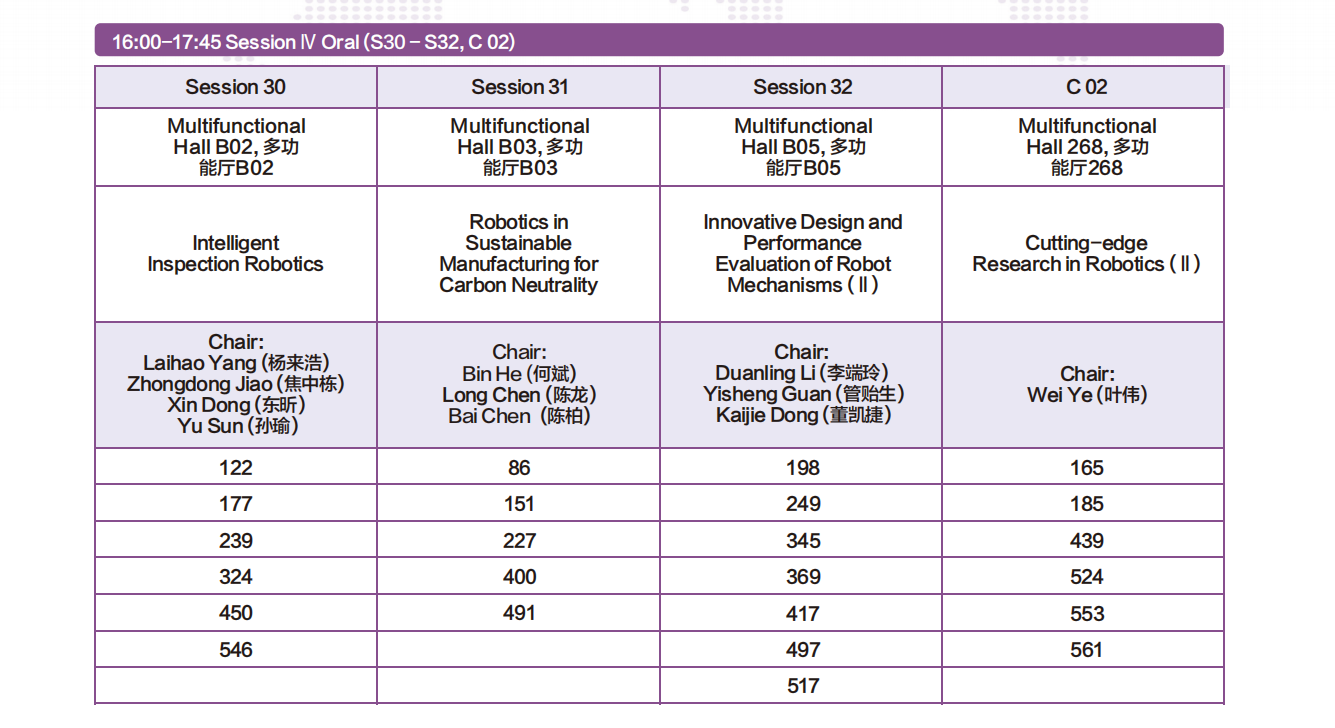 16:00-17:45 Session Ⅳ Oral (S30 - S32, C 02)
Session 30
Session 31
Session 32
C 02
Multifunctional
Hall B02, 多功
能厅B02
Multifunctional
Hall B03, 多功
能厅B03
Multifunctional
Hall B05, 多功
能厅B05
Multifunctional
Hall 268, 多功
能厅268
Intelligent
Inspection Robotics
Robotics in
Sustainable
Manufacturing for
Carbon Neutrality
Innovative Design and
Performance
Evaluation of Robot
Mechanisms (Ⅱ)
Cutting-edge
Research in Robotics (Ⅱ)
Chair:
Laihao Yang (杨来浩)
Zhongdong Jiao (焦中栋)
Xin Dong (东昕)
Yu Sun (孙瑜)
Chair:
Bin He (何斌)
Long Chen (陈龙)
Bai Chen (陈柏)
Chair:
Duanling Li (李端玲)
Yisheng Guan (管贻生)
Kaijie Dong (董凯捷)
Chair:
Wei Ye (叶伟)
122
86
198
165
177
151
249
185
239
227
345
439
324
400
369
524
450
491
417
553
546
497
561
517